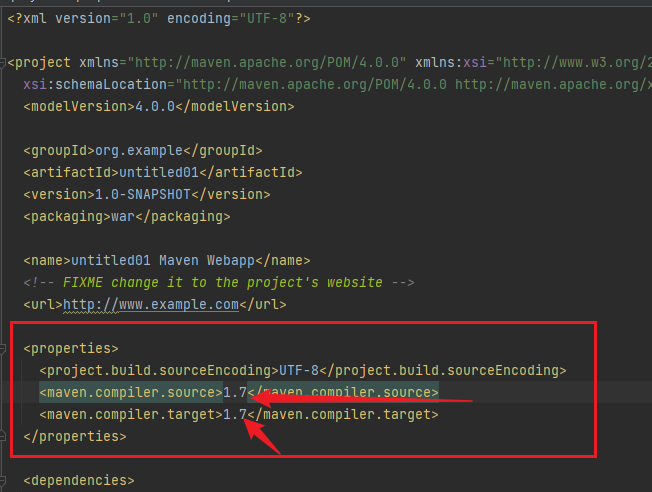 <?xml version="1.0" encoding="UTF-8"?>
<project xmlns="http://maven.apache.org/POM/4.0.0" xmlns:xsi="http://www.w3.org/2
xsi:schemaLocation="http://maven.apache.org/POM/4.0.0 http://maven.apache.org/x
<modelVersion>4.0.0</modelVersion>
<groupId>org.example</groupId>
<artifactId>untitled01</artifactId>
<version>1.0-SNAPSHOT</version>
<packaging>war</packaging>
<name>untitled01 Maven Webapp</name>
<!-- FIXME change it to the project's website -->
<url>http://www.example.com</url>
<properties>
<project.build.sourceEncoding>UTF-8</project.build.sourceEncoding>
<maven.compiler.source>1.7</maven.compiler.source>
<maven.compiler.target>1.7</maven.compiler.target>
</properties>
<dependencies>